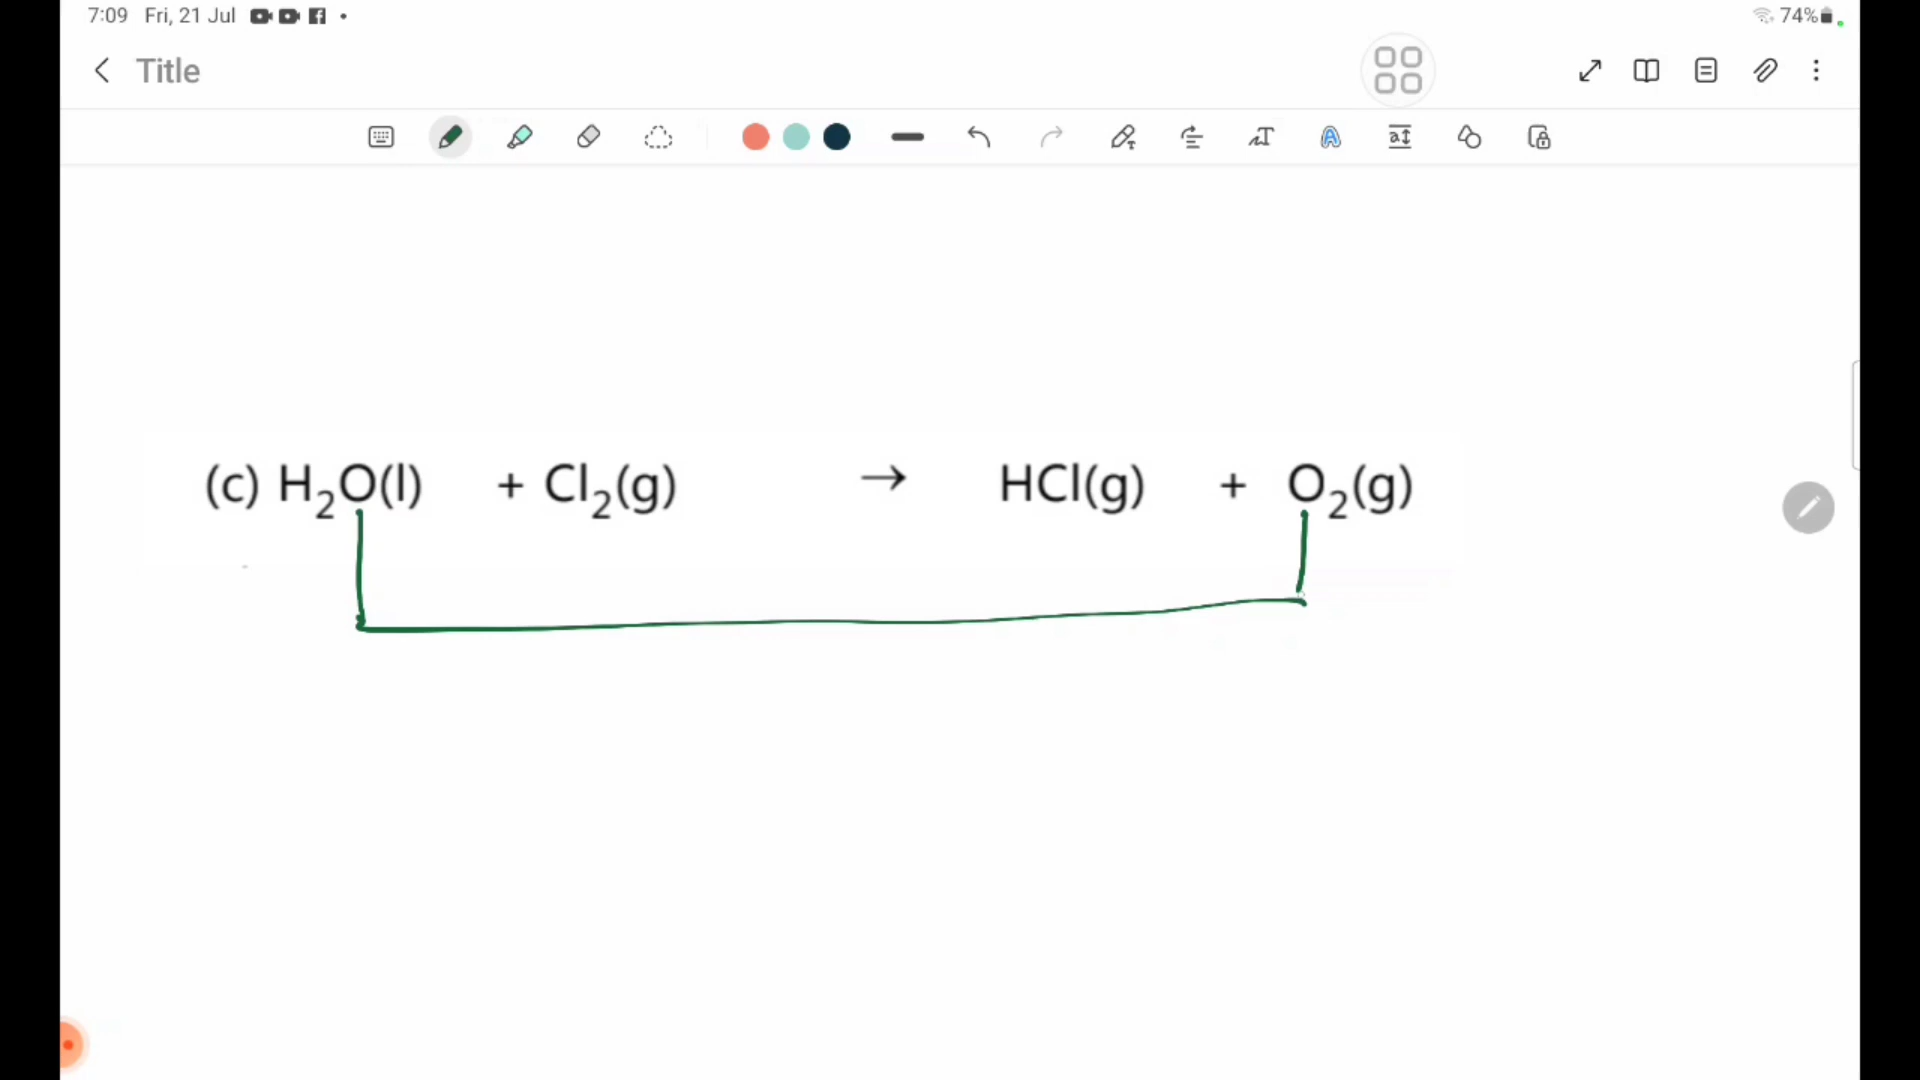 7:09 Fri, 21 Jul
74%
Title
(c) H₂O(l) + Cl₂(g) → HCl(g) + O₂(g)